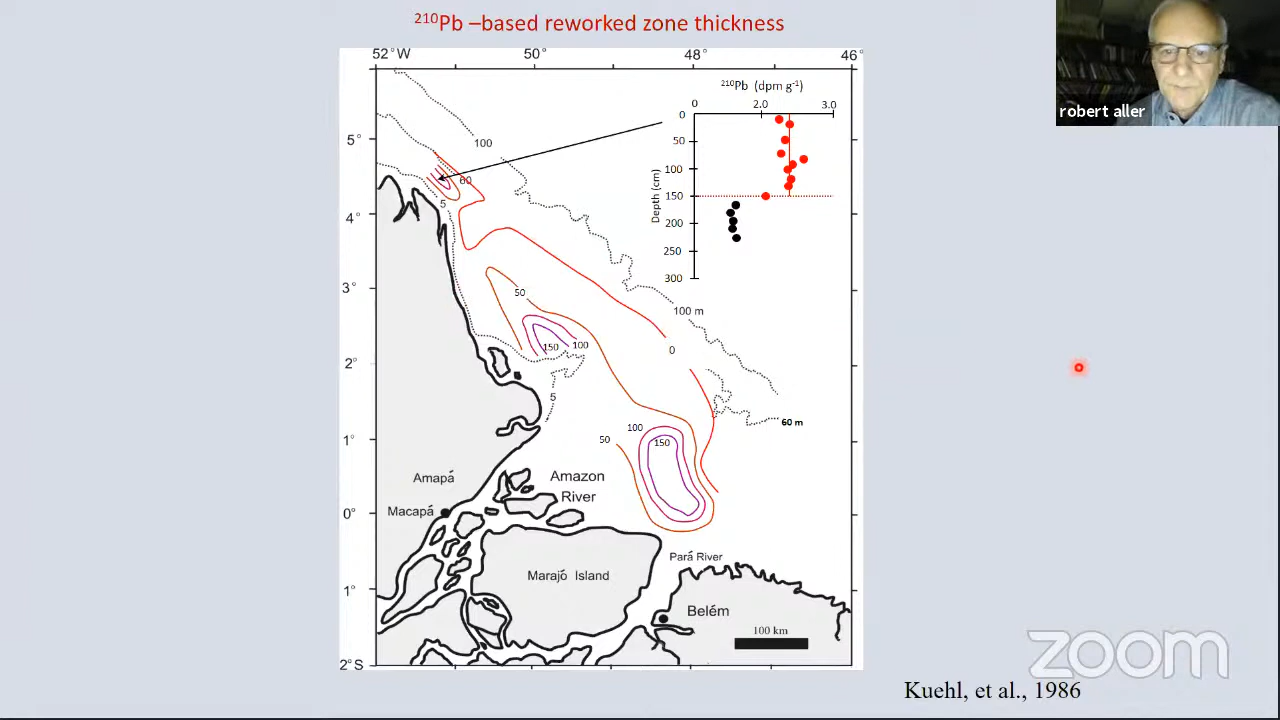 ²¹⁰Pb –based reworked zone thickness
robert aller
52°W 50° 48° 46°
²¹⁰Pb (dpm g⁻¹)
0 2.0 3.0
0
50
100
150
200
250
300
Depth (cm)
5°
4°
3°
2°
1°
0°
1°
2°S
100
60
5
50
150 100
100 m
0
5
60 m
100
50
150
Amapá
Macapá
Amazon
River
Marajó Island
Pará River
Belém
100 km
zoom
Kuehl, et al., 1986